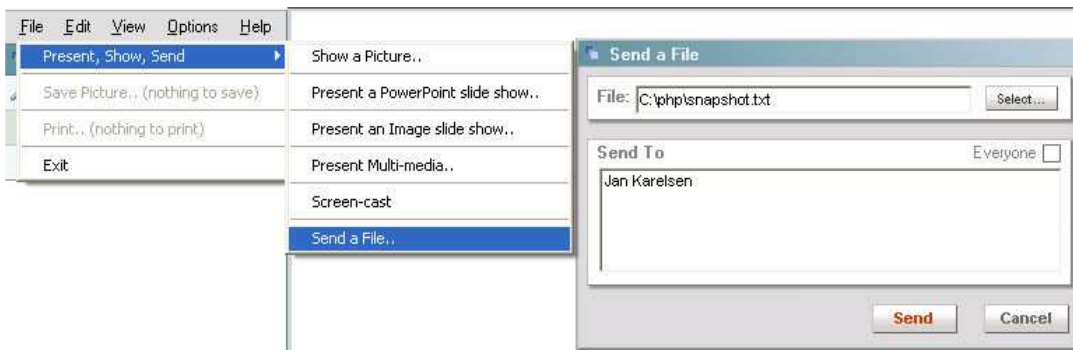 File Edit View Options Help
Present, Show, Send
Save Picture.. (nothing to save)
Print.. (nothing to print)
Exit
Show a Picture..
Present a PowerPoint slide show..
Present an Image slide show..
Present Multi-media..
Screen-cast
Send a File..
Send a File
File: C:\php\snapshot.txt Select...
Send To Everyone
Jan Karelsen
Send Cancel